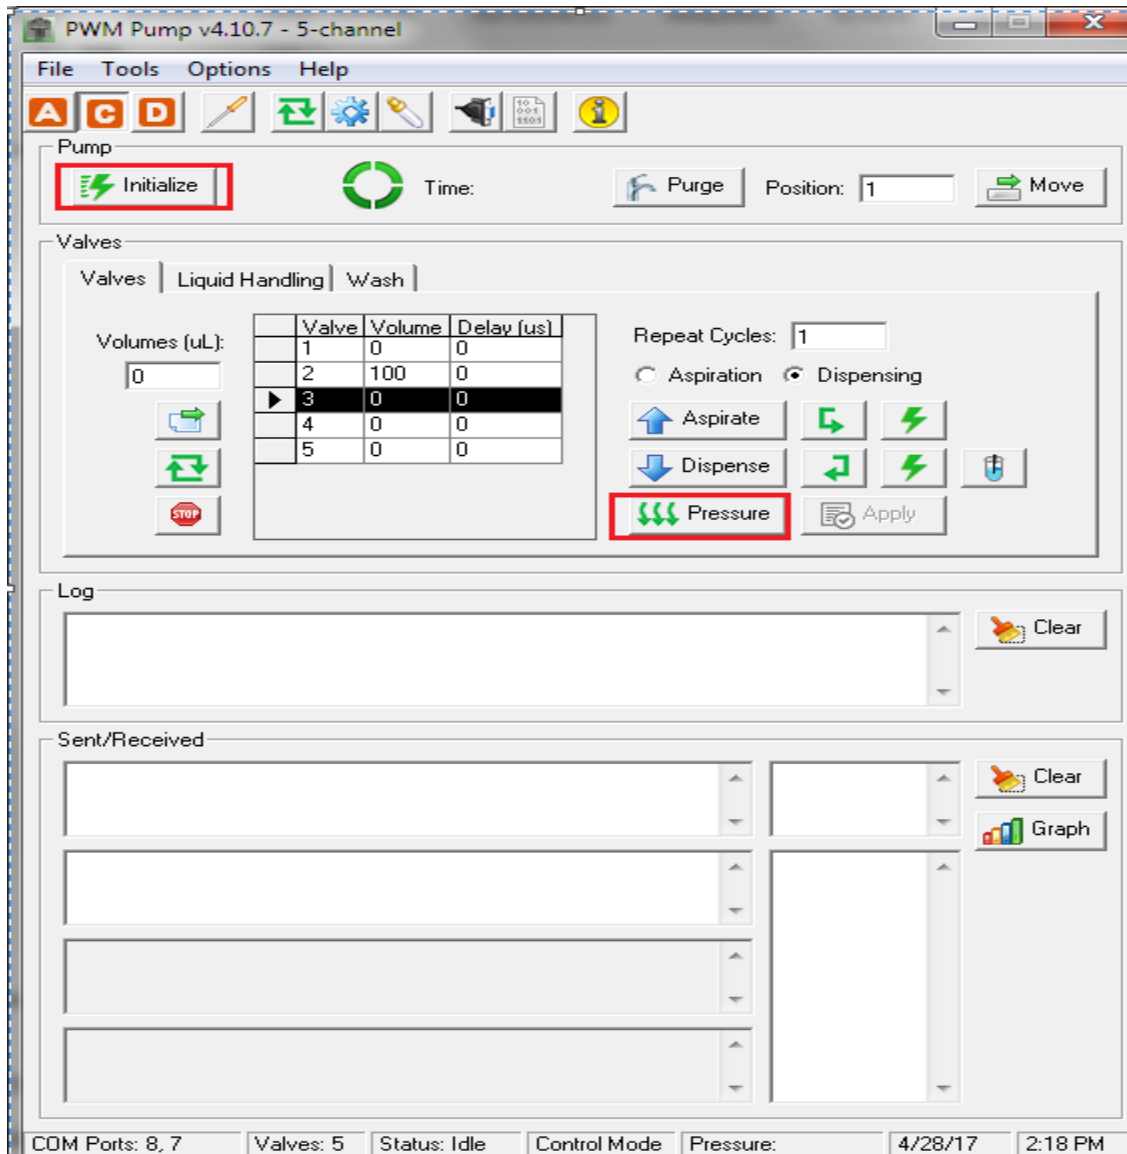 PWM Pump v4.10.7 - 5-channel
File Tools Options Help
A C D
Pump
Initialize Time: Purge Position: 1 Move
Valves
Valves Liquid Handling Wash
Volumes (uL):
0
Valve Volume Delay (us)
1 0 0
2 100 0
3 0 0
4 0 0
5 0 0
Repeat Cycles: 1
Aspiration Dispensing
Aspirate
Dispense
STOP
Pressure Apply
Log
Clear
Sent/Received
Clear
Graph
COM Ports: 8, 7 Valves: 5 Status: Idle Control Mode Pressure: 4/28/17 2:18 PM